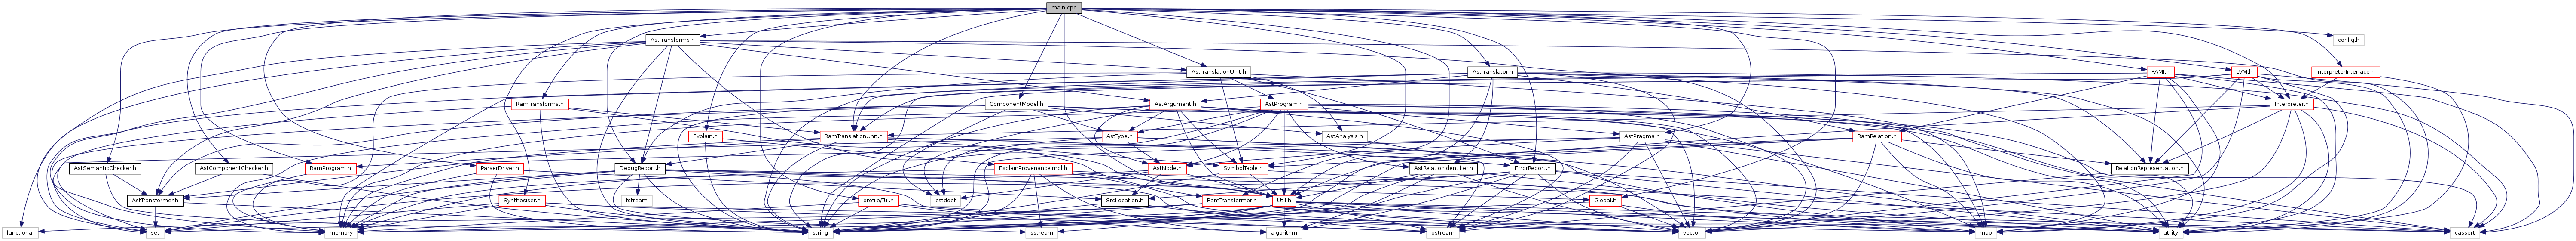 main.cpp
AstTransforms.h
config.h
AstTranslationUnit.h
AstTranslator.h
RAMI.h
LVM.h
InterpreterInterface.h
RamTransforms.h
ComponentModel.h
AstArgument.h
AstProgram.h
Interpreter.h
Explain.h
RamTranslationUnit.h
AstType.h
AstAnalysis.h
AstPragma.h
RamRelation.h
AstSemanticChecker.h
AstComponentChecker.h
RamProgram.h
ParserDriver.h
DebugReport.h
ExplainProvenanceImpl.h
AstNode.h
SymbolTable.h
AstRelationIdentifier.h
ErrorReport.h
RelationRepresentation.h
AstTransformer.h
Synthesiser.h
fstream
profile/Tui.h
cstddef
SrcLocation.h
RamTransformer.h
Util.h
Global.h
functional
set
memory
string
sstream
algorithm
ostream
vector
map
utility
cassert